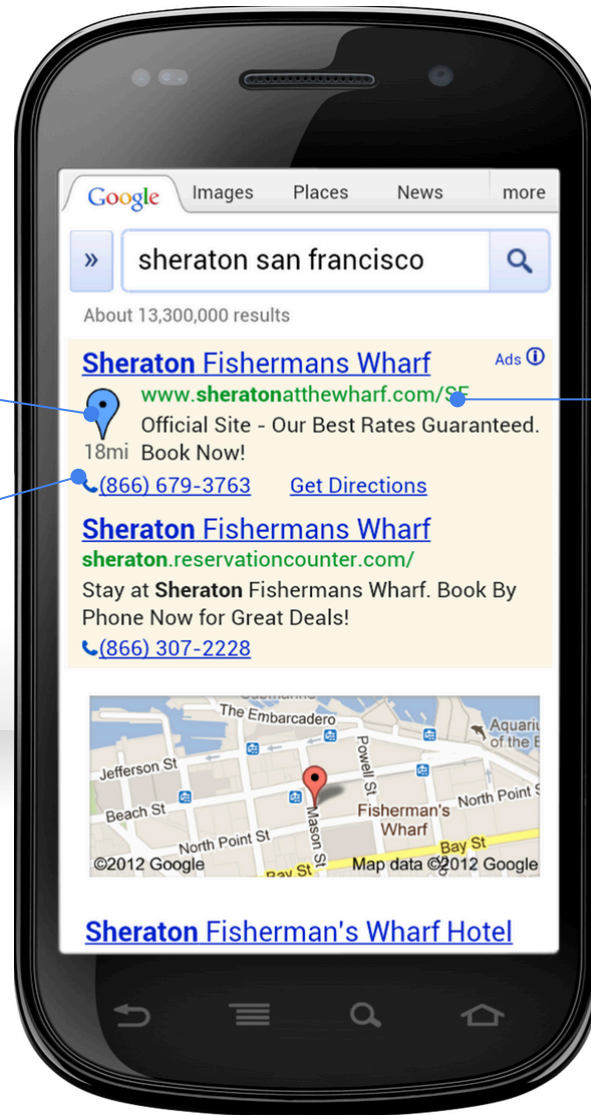 Google Images Places News more
» sheraton san francisco
About 13,300,000 results
Sheraton Fishermans Wharf Ads
www.sheratonatthewharf.com/SF
Official Site - Our Best Rates Guaranteed.
18mi Book Now!
(866) 679-3763 Get Directions
Sheraton Fishermans Wharf
sheraton.reservationcounter.com/
Stay at Sheraton Fishermans Wharf. Book By
Phone Now for Great Deals!
(866) 307-2228
The Embarcadero
Aquariu
of the B
Powell St
Jefferson St
Beach St
North Point S
Fisherman's
Wharf
Mason St
North Point St
Bay St
Bay St
©2012 Google Map data ©2012 Google
Sheraton Fisherman's Wharf Hotel